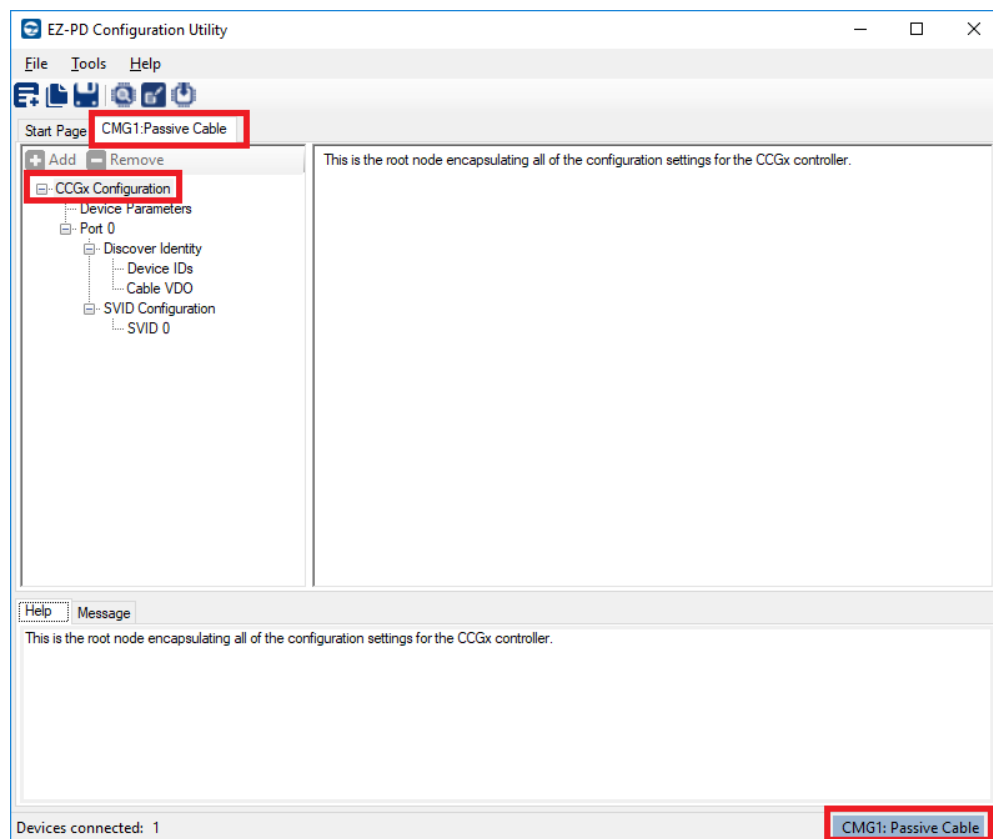 EZ-PD Configuration Utility
File Tools Help
Start Page CMG1:Passive Cable
Add Remove
CCGx Configuration
Device Parameters
Port 0
Discover Identity
Device IDs
Cable VDO
SVID Configuration
SVID 0
This is the root node encapsulating all of the configuration settings for the CCGx controller.
Help Message
This is the root node encapsulating all of the configuration settings for the CCGx controller.
Devices connected: 1
CMG1: Passive Cable